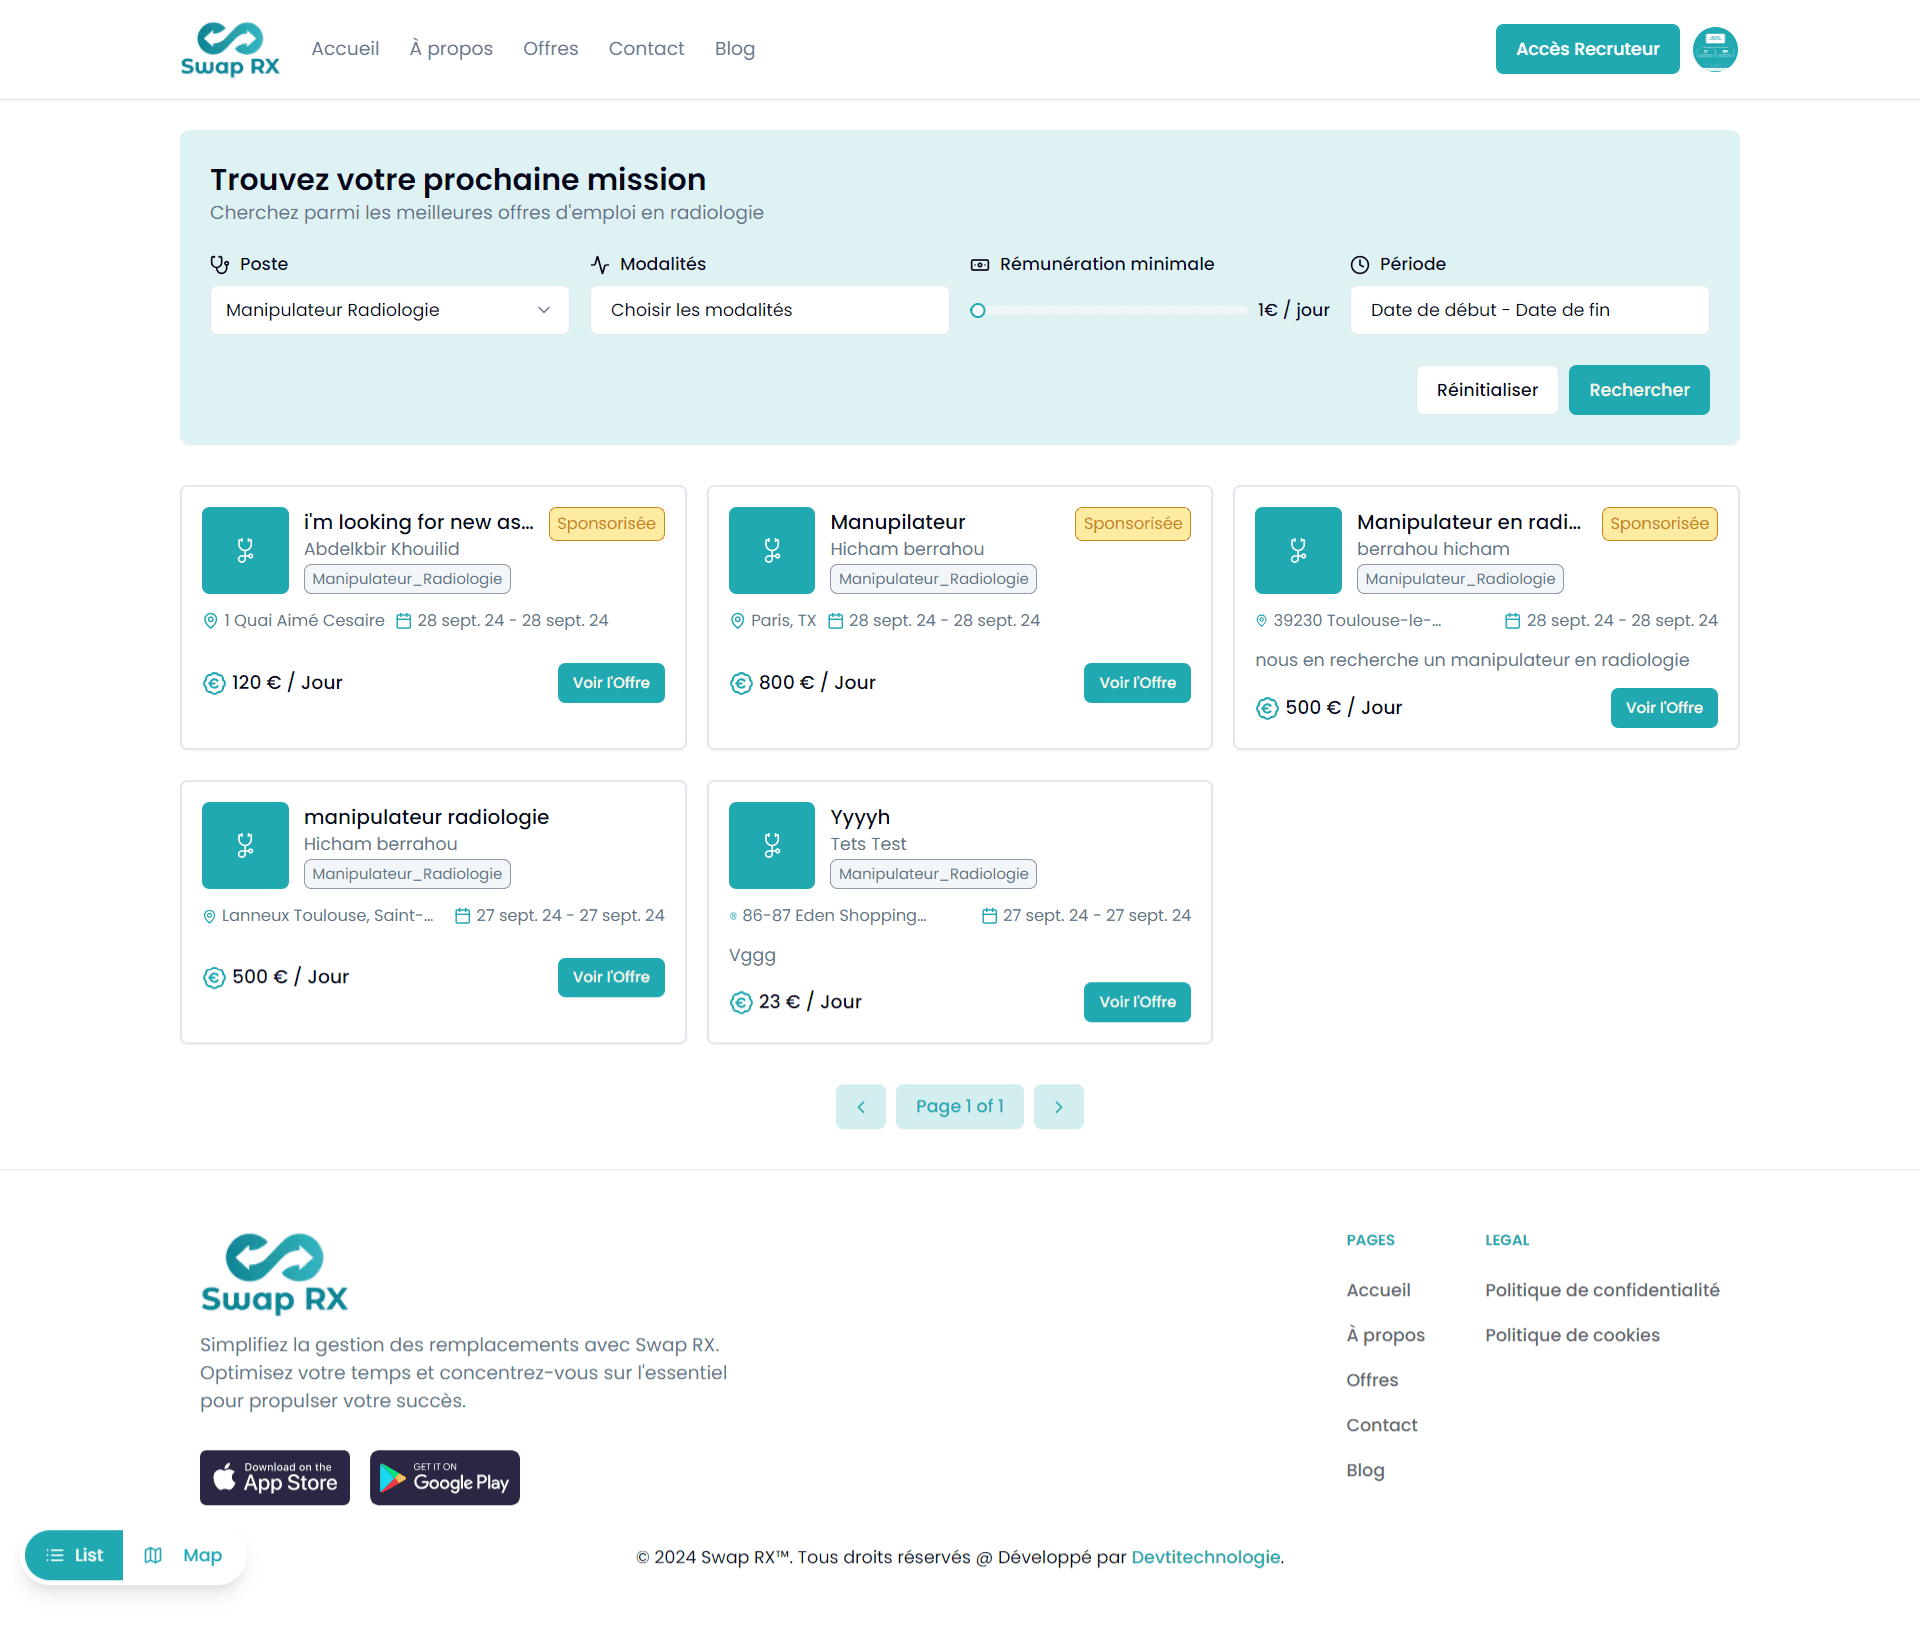 Swap RX
Accueil
À propos
Offres
Contact
Blog
Accès Recruteur
Trouvez votre prochaine mission
Cherchez parmi les meilleures offres d'emploi en radiologie
Poste
Modalités
Rémunération minimale
Période
Manipulateur Radiologie
Choisir les modalités
1€ / jour
Date de début - Date de fin
Réinitialiser
Rechercher
i'm looking for new as...
Sponsorisée
Abdelkbir Khouilid
Manipulateur_Radiologie
1 Quai Aimé Cesaire
28 sept. 24 - 28 sept. 24
120 € / Jour
Voir l'Offre
Manupilateur
Sponsorisée
Hicham berrahou
Manipulateur_Radiologie
Paris, TX
28 sept. 24 - 28 sept. 24
800 € / Jour
Voir l'Offre
Manipulateur en radi...
Sponsorisée
berrahou hicham
Manipulateur_Radiologie
39230 Toulouse-le-...
28 sept. 24 - 28 sept. 24
nous en recherche un manipulateur en radiologie
500 € / Jour
Voir l'Offre
manipulateur radiologie
Hicham berrahou
Manipulateur_Radiologie
Lanneux Toulouse, Saint-...
27 sept. 24 - 27 sept. 24
500 € / Jour
Voir l'Offre
Yyyyh
Tets Test
Manipulateur_Radiologie
86-87 Eden Shopping...
27 sept. 24 - 27 sept. 24
Vggg
23 € / Jour
Voir l'Offre
Page 1 of 1
Swap RX
Simplifiez la gestion des remplacements avec Swap RX.
Optimisez votre temps et concentrez-vous sur l'essentiel
pour propulser votre succès.
Download on the
App Store
GET IT ON
Google Play
PAGES
Accueil
À propos
Offres
Contact
Blog
LEGAL
Politique de confidentialité
Politique de cookies
List
Map
© 2024 Swap RX™. Tous droits réservés @ Développé par Devtitechnologie.